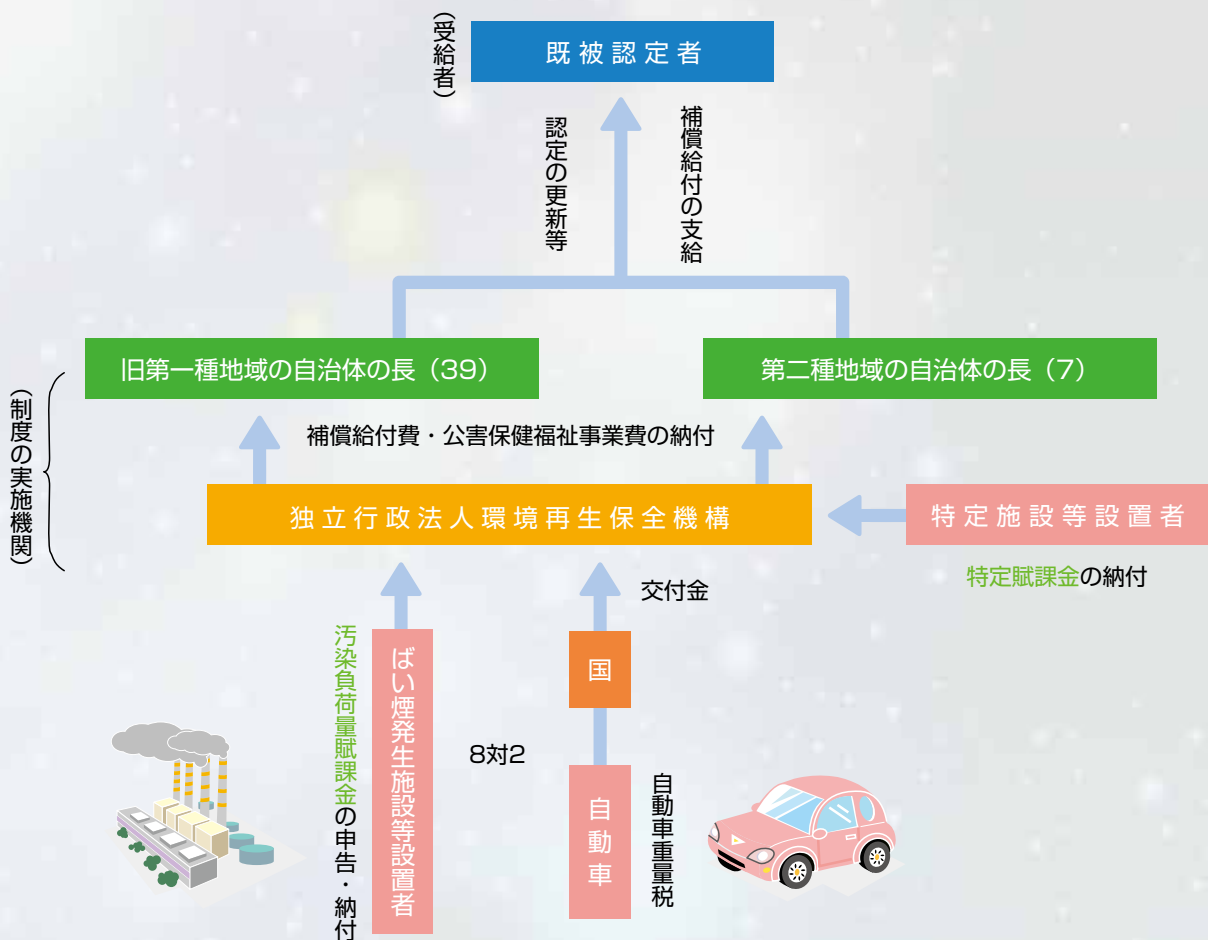 (受給者)
既被認定者
認定の更新等
補償給付の支給
旧第一種地域の自治体の長（39）
第二種地域の自治体の長（7）
(制度の実施機関)
補償給付費・公害保健福祉事業費の納付
独立行政法人環境再生保全機構
特定施設等設置者
特定賦課金の納付
交付金
汚染負荷量賦課金の申告・納付
ばい煙発生施設等設置者
8対2
国
自動車
自動車重量税